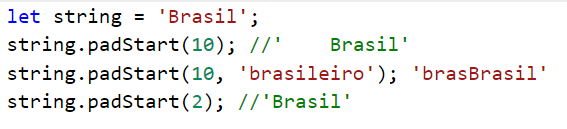 let string = 'Brasil';
string.padStart(10); //'    Brasil'
string.padStart(10, 'brasileiro'); 'brasBrasil'
string.padStart(2); //'Brasil'